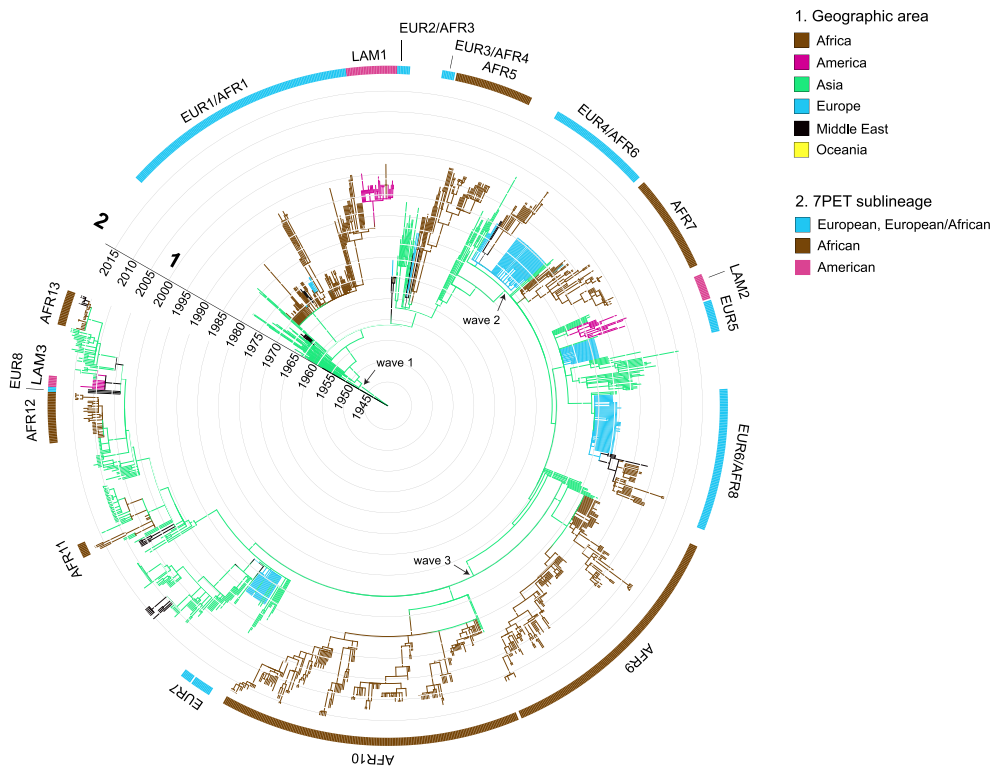 EUR2/AFR3
LAM1
EUR3/AFR4
AFR5
EUR1/AFR1
EUR4/AFR6
AFR7
LAM2
EUR5
EUR6/AFR8
AFR9
AFR10
EUR7
AFR11
AFR12
EUR8
LAM3
AFR13
2
1
2015
2010
2005
2000
1995
1990
1985
1980
1975
1970
1965
1960
1955
1950
1945
wave 1
wave 2
wave 3
1. Geographic area
Africa
America
Asia
Europe
Middle East
Oceania
2. 7PET sublineage
European, European/African
African
American